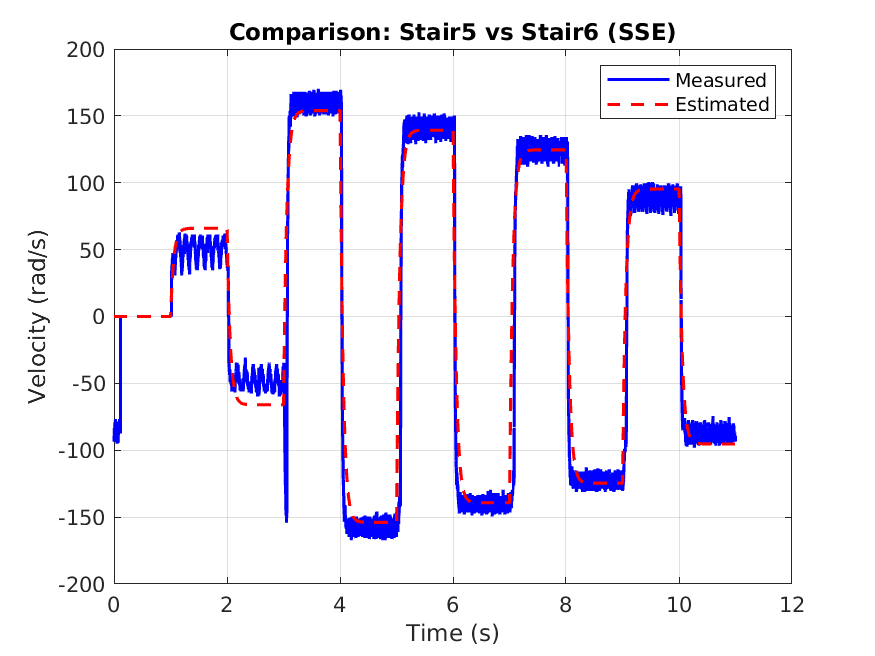 Comparison: Stair5 vs Stair6 (SSE)
Measured
Estimated
Velocity (rad/s)
200
150
100
50
0
-50
-100
-150
-200
0 2 4 6 8 10 12
Time (s)